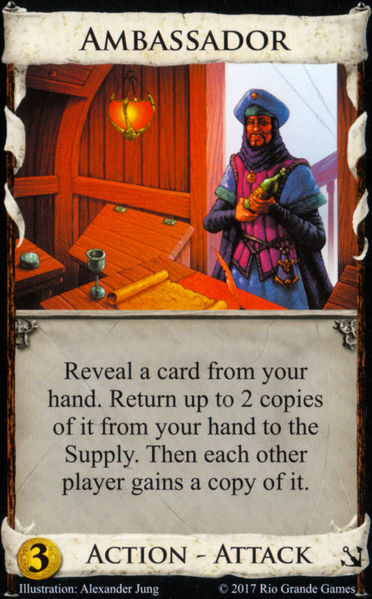 AMBASSADOR
Reveal a card from your
hand. Return up to 2 copies
of it from your hand to the
Supply. Then each other
player gains a copy of it.
3 ACTION - ATTACK
Illustration: Alexander Jung © 2017 Rio Grande Games